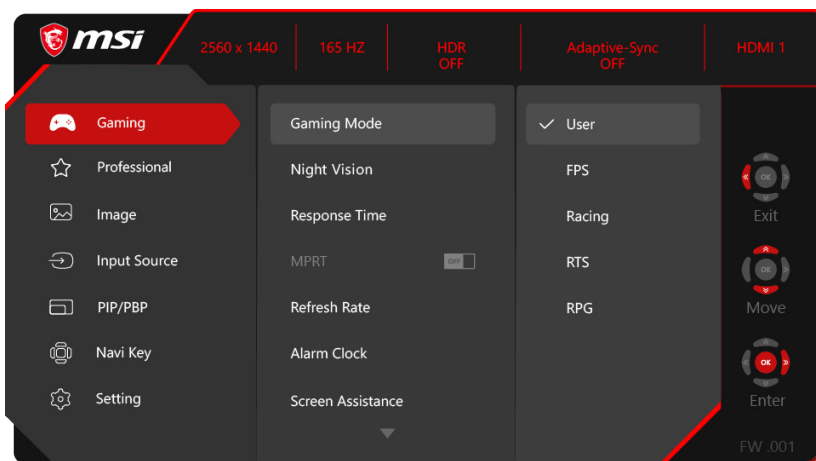 msi
2560 x 1440
165 HZ
HDR
OFF
Adaptive-Sync
OFF
HDMI 1
Gaming
Professional
Image
Input Source
PIP/PBP
Navi Key
Setting
Gaming Mode
Night Vision
Response Time
MPRT OFF
Refresh Rate
Alarm Clock
Screen Assistance
User
FPS
Racing
RTS
RPG
OK
Exit
OK
Move
OK
Enter
FW .001